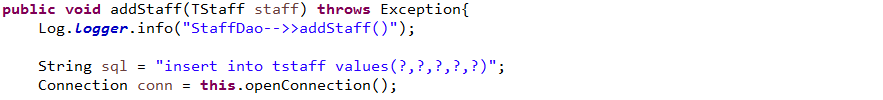 public void addStaff(TStaff staff) throws Exception{
    Log.logger.info("StaffDao-->>addStaff()");
    String sql = "insert into tstaff values(?,?,?,?,?)";
    Connection conn = this.openConnection();